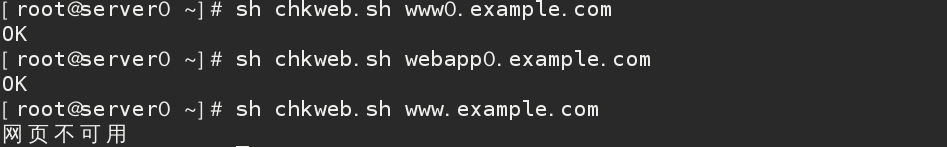 [root@server0 ~]# sh chkweb.sh www0.example.com
OK
[root@server0 ~]# sh chkweb.sh webapp0.example.com
OK
[root@server0 ~]# sh chkweb.sh www.example.com
网页不可用